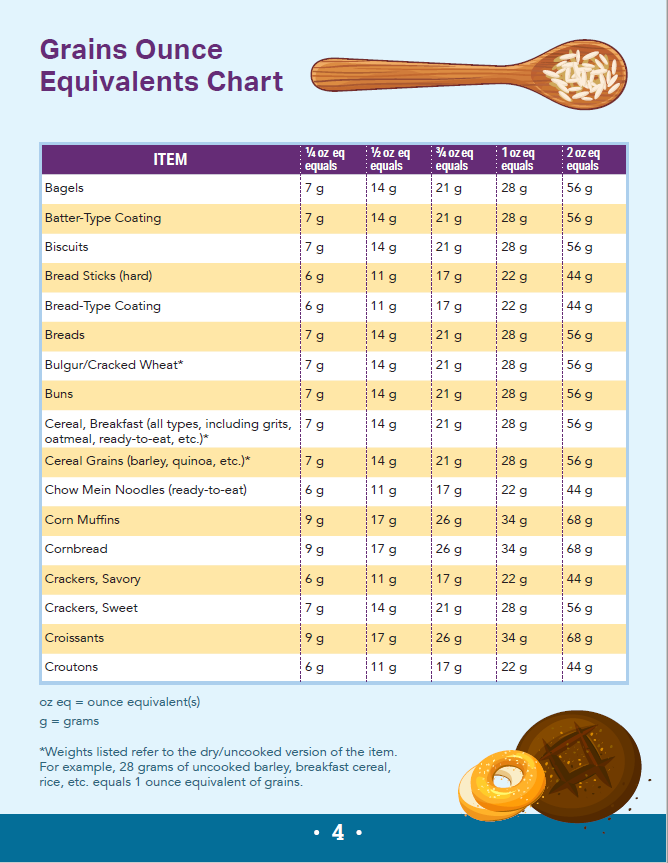 Grains Ounce
Equivalents Chart
ITEM ¼ oz eq equals ½ oz eq equals ¾ oz eq equals 1 oz eq equals 2 oz eq equals
Bagels 7 g 14 g 21 g 28 g 56 g
Batter-Type Coating 7 g 14 g 21 g 28 g 56 g
Biscuits 7 g 14 g 21 g 28 g 56 g
Bread Sticks (hard) 6 g 11 g 17 g 22 g 44 g
Bread-Type Coating 6 g 11 g 17 g 22 g 44 g
Breads 7 g 14 g 21 g 28 g 56 g
Bulgur/Cracked Wheat* 7 g 14 g 21 g 28 g 56 g
Buns 7 g 14 g 21 g 28 g 56 g
Cereal, Breakfast (all types, including grits, 7 g 14 g 21 g 28 g 56 g
oatmeal, ready-to-eat, etc.)*
Cereal Grains (barley, quinoa, etc.)* 7 g 14 g 21 g 28 g 56 g
Chow Mein Noodles (ready-to-eat) 6 g 11 g 17 g 22 g 44 g
Corn Muffins 9 g 17 g 26 g 34 g 68 g
Cornbread 9 g 17 g 26 g 34 g 68 g
Crackers, Savory 6 g 11 g 17 g 22 g 44 g
Crackers, Sweet 7 g 14 g 21 g 28 g 56 g
Croissants 9 g 17 g 26 g 34 g 68 g
Croutons 6 g 11 g 17 g 22 g 44 g
oz eq = ounce equivalent(s)
g = grams
*Weights listed refer to the dry/uncooked version of the item.
For example, 28 grams of uncooked barley, breakfast cereal,
rice, etc. equals 1 ounce equivalent of grains.
• 4 •